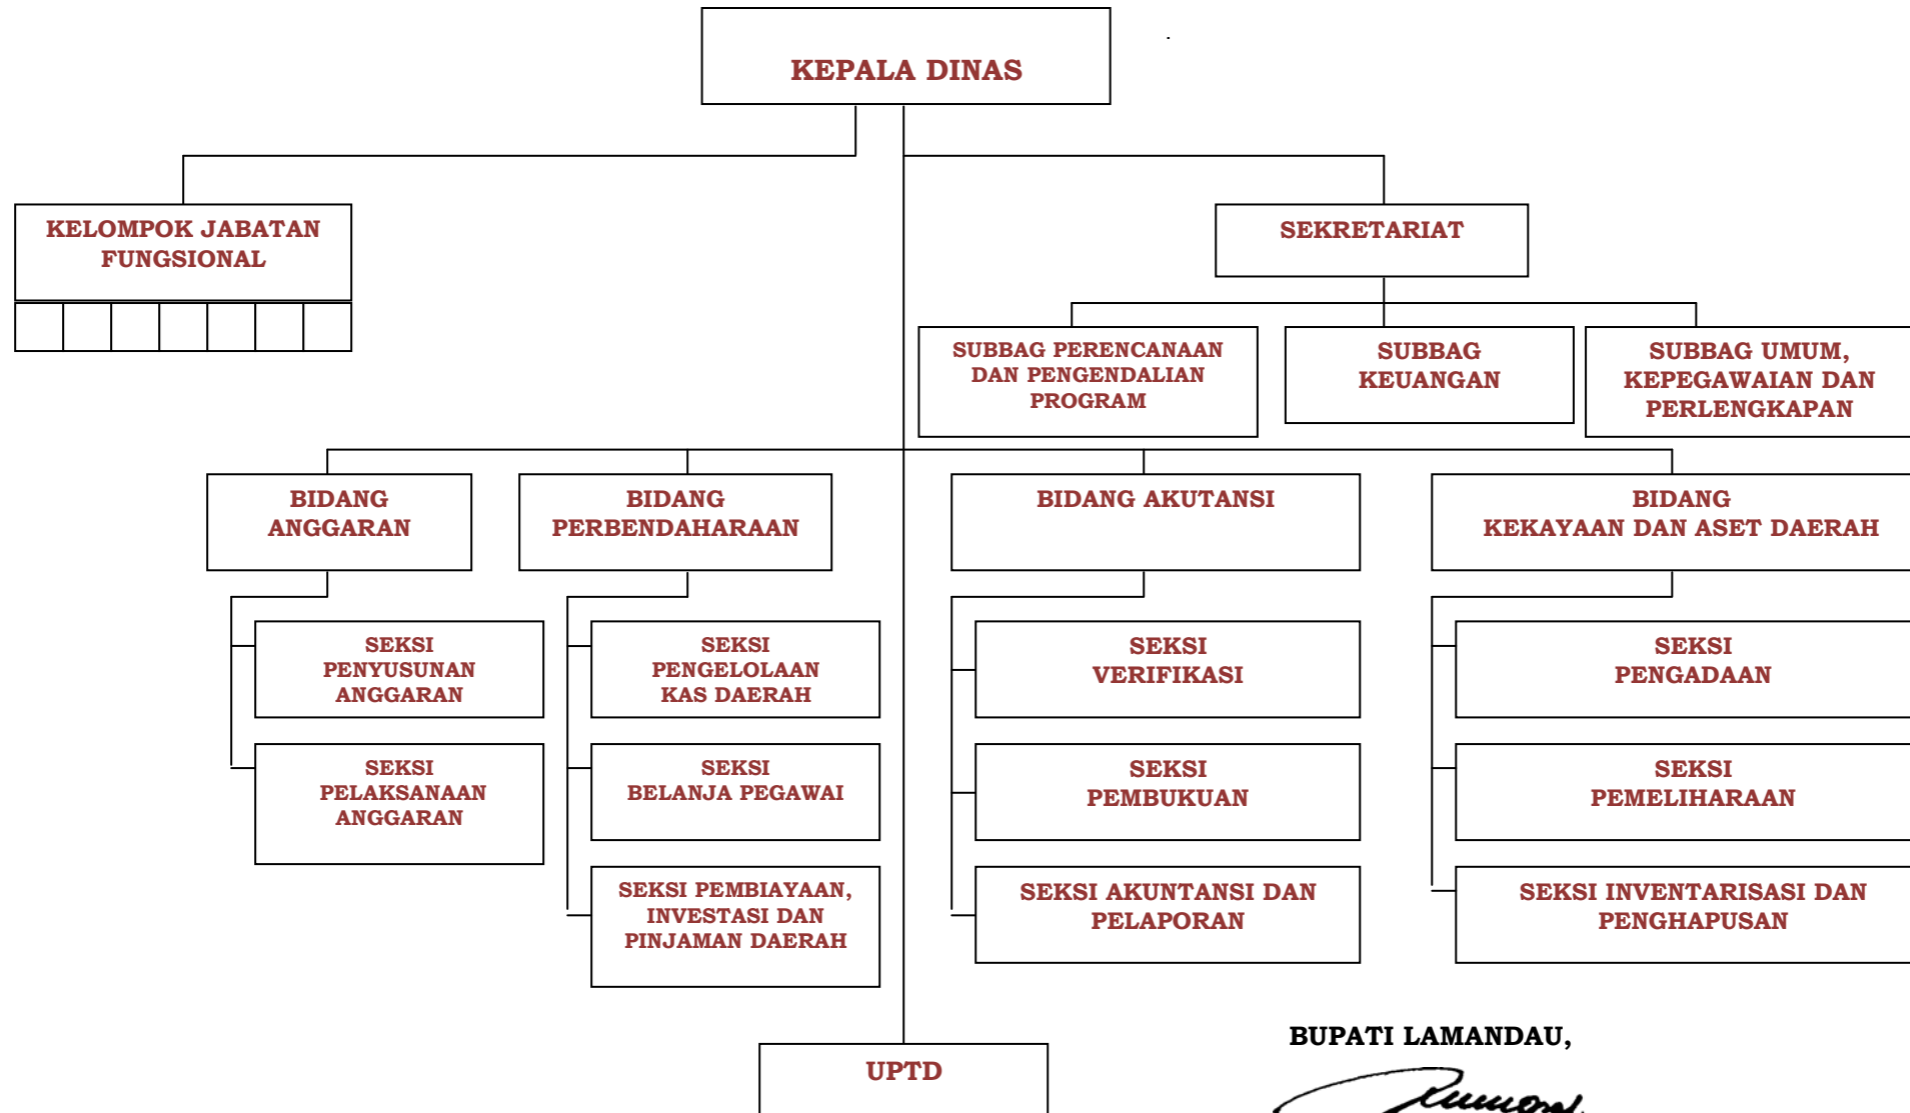 KEPALA DINAS
KELOMPOK JABATAN
FUNGSIONAL
SEKRETARIAT
SUBBAG PERENCANAAN
DAN PENGENDALIAN
PROGRAM
SUBBAG
KEUANGAN
SUBBAG UMUM,
KEPEGAWAIAN DAN
PERLENGKAPAN
BIDANG
ANGGARAN
BIDANG
PERBENDAHARAAN
BIDANG AKUTANSI
BIDANG
KEKAYAAN DAN ASET DAERAH
SEKSI
PENYUSUNAN
ANGGARAN
SEKSI
PENGELOLAAN
KAS DAERAH
SEKSI
VERIFIKASI
SEKSI
PENGADAAN
SEKSI
PELAKSANAAN
ANGGARAN
SEKSI
BELANJA PEGAWAI
SEKSI
PEMBUKUAN
SEKSI
PEMELIHARAAN
SEKSI PEMBIAYAAN,
INVESTASI DAN
PINJAMAN DAERAH
SEKSI AKUNTANSI DAN
PELAPORAN
SEKSI INVENTARISASI DAN
PENGHAPUSAN
UPTD
BUPATI LAMANDAU,